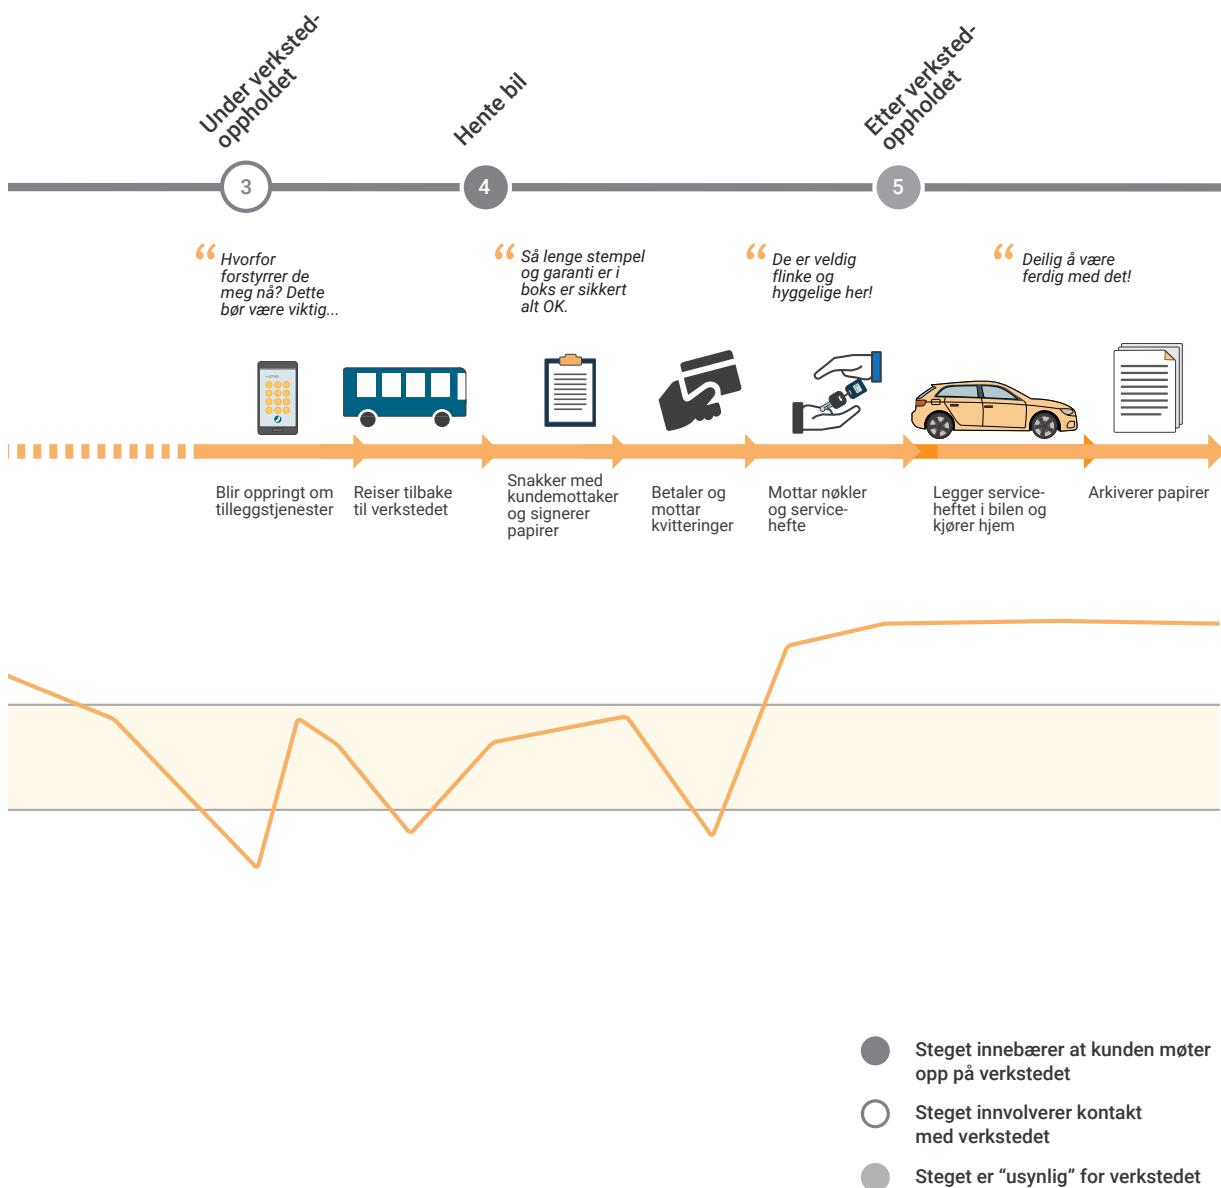 Under verksted-
oppholdet
Hente bil
Etter verksted-
oppholdet
3
4
5
“ Hvorfor
forstyrrer de
meg nå? Dette
bør være viktig...
“ Så lenge stempel
og garanti er i
boks er sikkert
alt OK.
“ De er veldig
flinke og
hyggelige her!
“ Deilig å være
ferdig med det!
Blir oppringt om
tilleggstjenester
Reiser tilbake
til verkstedet
Snakker med
kundemottaker
og signerer
papirer
Betaler og
mottar
kvitteringer
Mottar nøkler
og service-
hefte
Legger service-
heftet i bilen og
kjører hjem
Arkiverer papirer
Steget innebærer at kunden møter
opp på verkstedet
Steget innvolverer kontakt
med verkstedet
Steget er “usynlig” for verkstedet